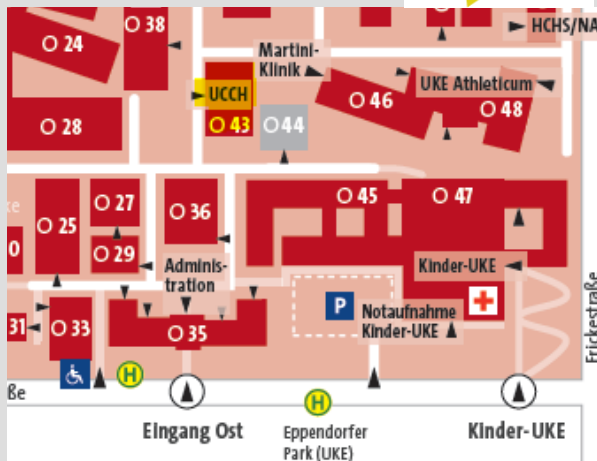 O 38
HCHS/NA
O 24
Martini-
Klinik
UKE Athleticum
UCCH
O 46
O 48
O 28
O 43
O 44
O 27
O 45
O 47
O 36
O 25
O 29
0
Adminis-
tration
Kinder-UKE
P
Notaufnahme
Kinder-UKE
31
O 33
O 35
Frickestraße
H
H
ße
Eingang Ost
Eppendorfer
Park (UKE)
Kinder-UKE